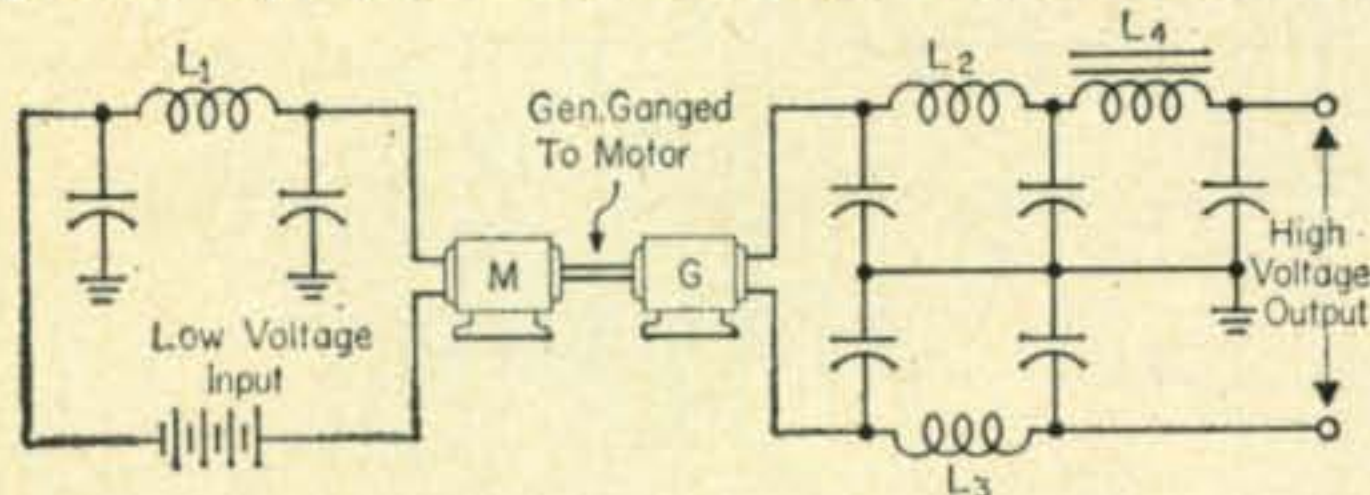 L₁
Gen. Ganged
To Motor
L₂
L₄
M
G
High
Voltage
Output
Low Voltage
Input
L₃